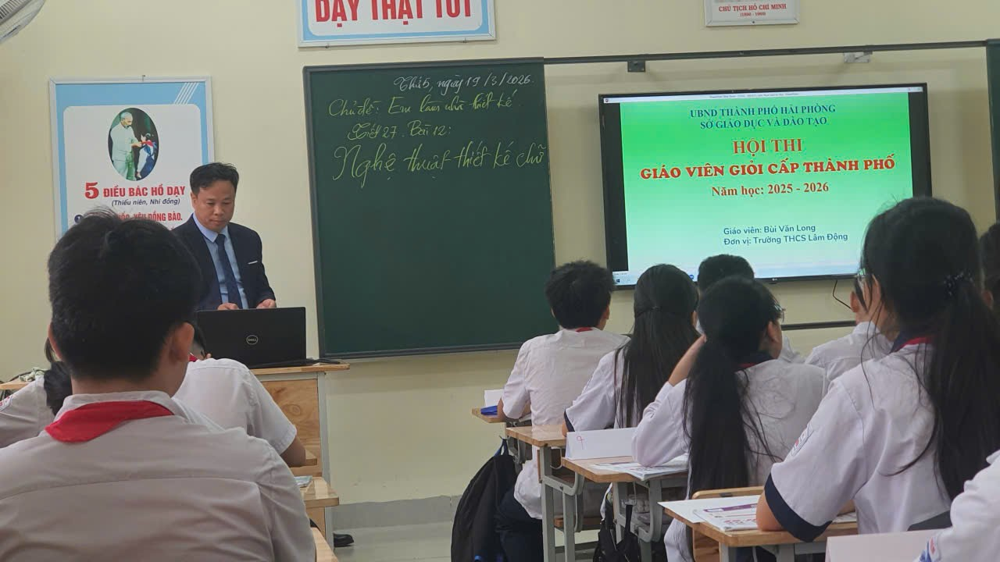 DẠY THẬT TỐT
CHỦ TỊCH HỒ CHÍ MINH
(1890 - 1969)
5 ĐIỀU BÁC HỒ DẠY
(Thiếu niên, Nhi đồng)
YÊU ĐỒNG BÀO.
Thứ 5, ngày 19/3/2026.
Chủ đề: Em làm nhà thiết kế.
Tiết 27. Bài 12:
Nghệ thuật thiết kế chữ
UBND THÀNH PHỐ HẢI PHÒNG
SỞ GIÁO DỤC VÀ ĐÀO TẠO
HỘI THI
GIÁO VIÊN GIỎI CẤP THÀNH PHỐ
Năm học: 2025 - 2026
Giáo viên: Bùi Văn Long
Đơn vị: Trường THCS Lâm Động
LG
DELL